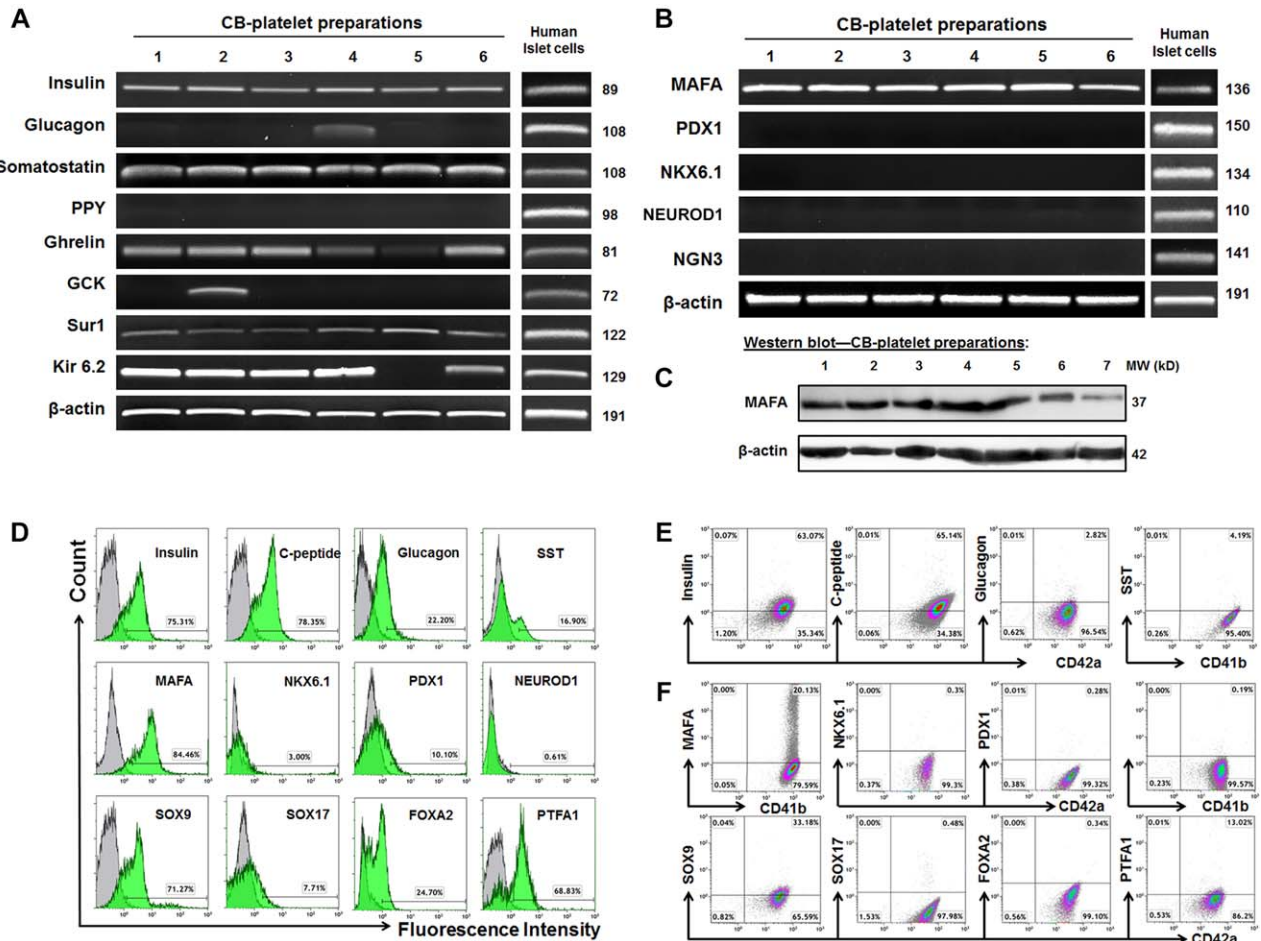 A
CB-platelet preparations
Human Islet cells
1 2 3 4 5 6
Insulin 89
Glucagon 108
Somatostatin 108
PPY 98
Ghrelin 81
GCK 72
Sur1 122
Kir 6.2 129
β-actin 191
B
CB-platelet preparations
Human Islet cells
1 2 3 4 5 6
MAFA 136
PDX1 150
NKX6.1 134
NEUROD1 110
NGN3 141
β-actin 191
C
Western blot—CB-platelet preparations:
1 2 3 4 5 6 7 MW (kD)
MAFA 37
β-actin 42
D
Count
Insulin 75.31%
C-peptide 78.35%
Glucagon 22.20%
SST 16.90%
MAFA 84.46%
NKX6.1 3.00%
PDX1 10.10%
NEUROD1 0.61%
SOX9 71.27%
SOX17 7.71%
FOXA2 24.70%
PTFA1 68.83%
Fluorescence Intensity
E
Insulin 0.07% 63.07% 1.20% 35.34%
C-peptide 0.01% 65.14% 0.06% 34.38%
Glucagon 0.01% 2.82% 0.62% 96.54%
SST 0.01% 4.19% 0.26% 95.40%
CD42a CD41b
F
MAFA 0.00% 20.13% 0.05% 79.59%
NKX6.1 0.00% 0.3% 0.37% 99.3%
PDX1 0.01% 0.28% 0.38% 99.32%
0.00% 0.19% 0.23% 99.57%
CD41b CD42a CD41b
SOX9 0.04% 33.18% 0.82% 65.59%
SOX17 0.00% 0.48% 1.53% 97.98%
FOXA2 0.00% 0.34% 0.56% 99.10%
PTFA1 0.01% 13.02% 0.53% 86.2%
CD42a